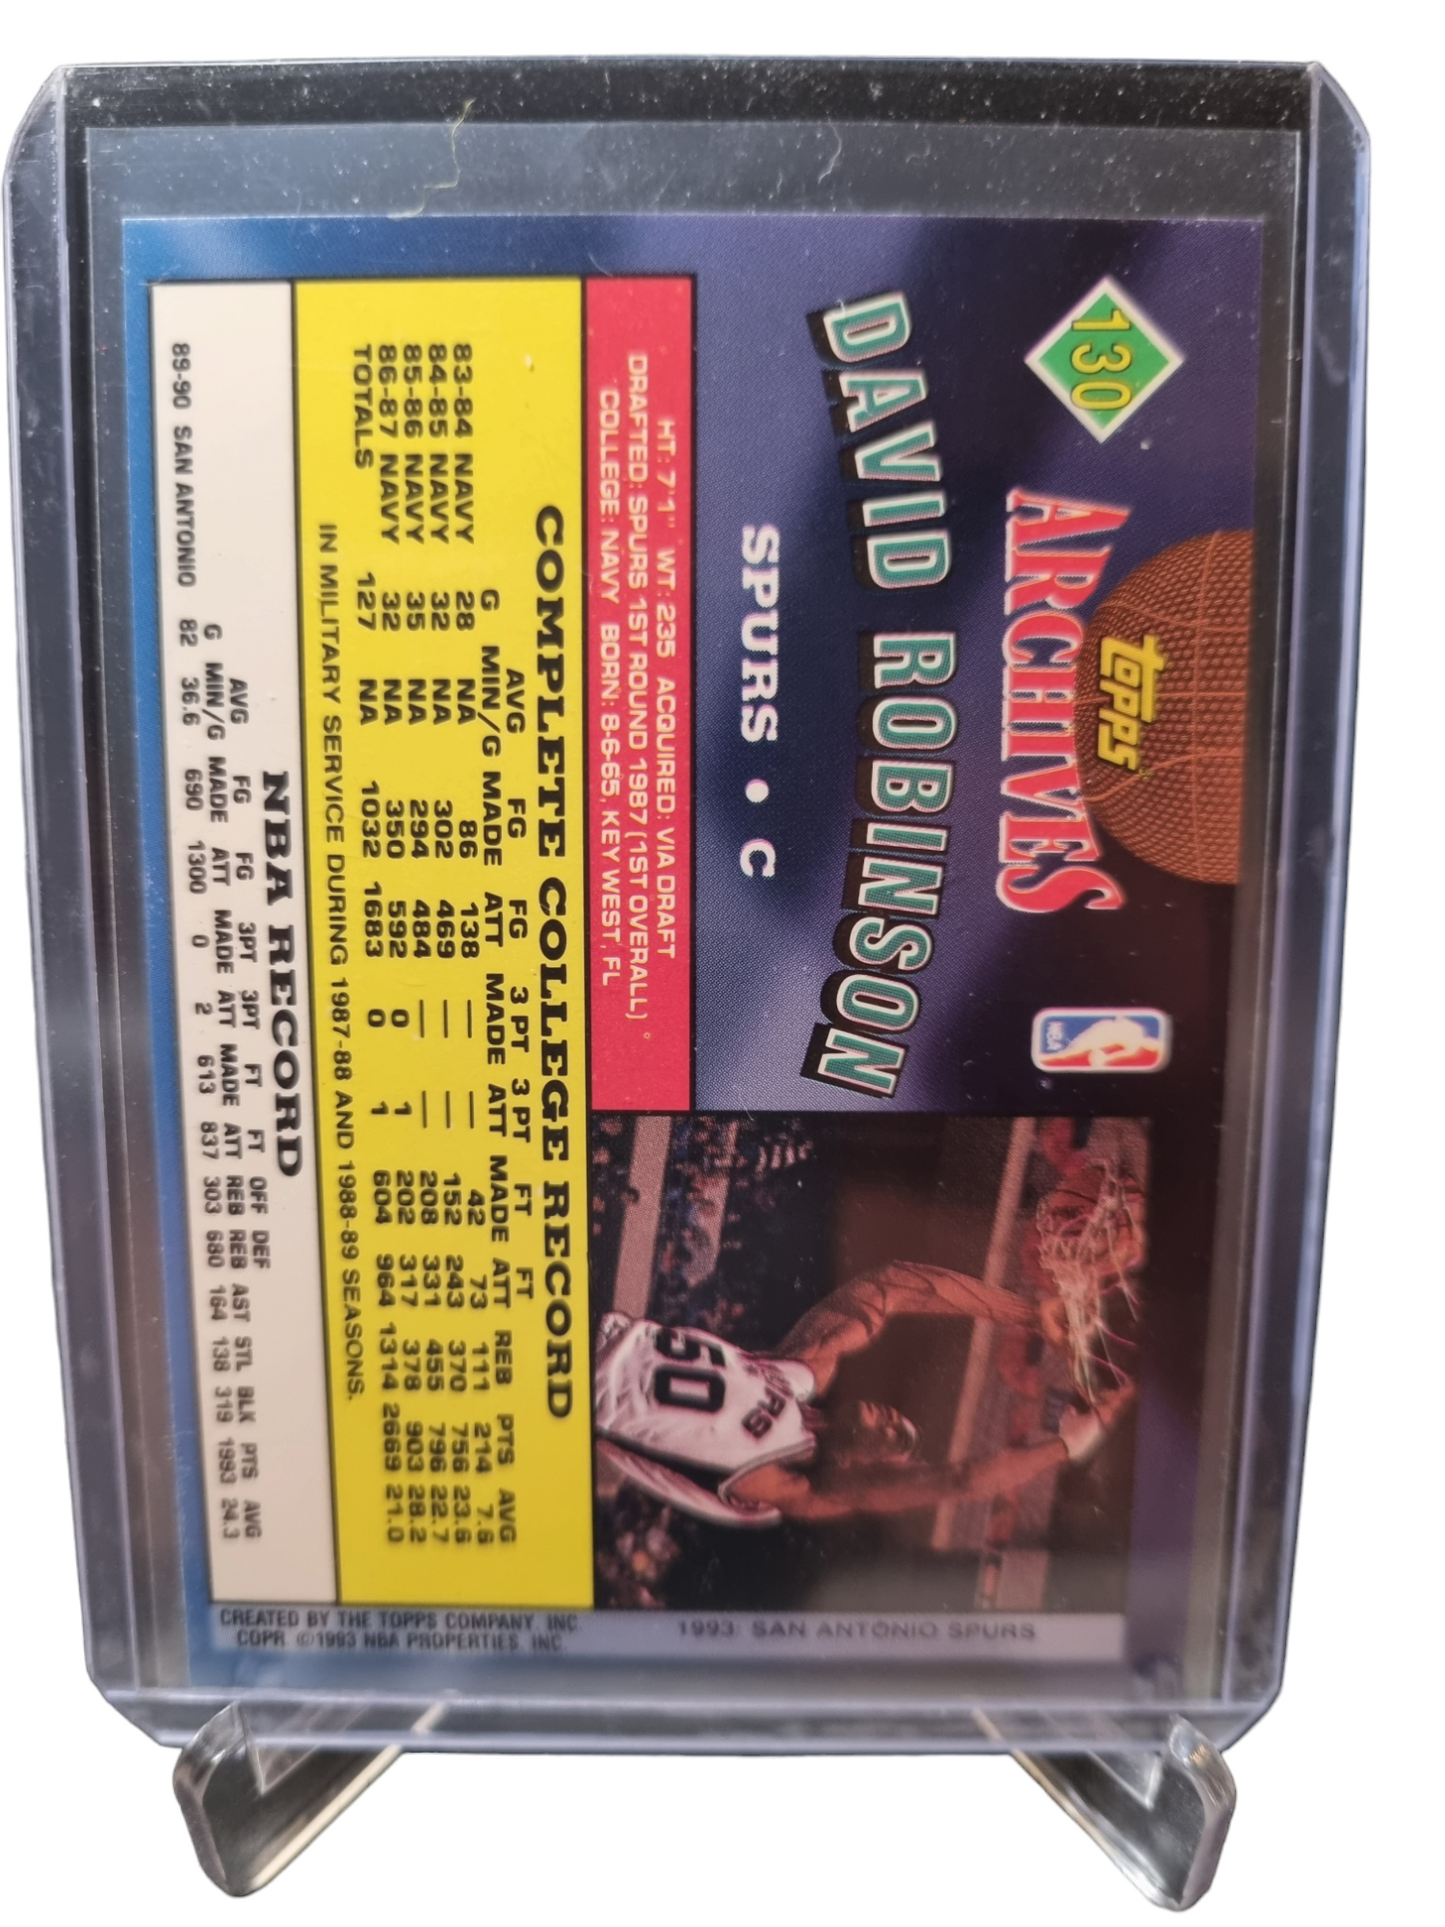 130
topps
ARCHIVES
NBA
DAVID ROBINSON
SPURS • C
HT: 7'1" WT: 235 ACQUIRED: VIA DRAFT
DRAFTED: SPURS 1ST ROUND 1987 (1ST OVERALL)
COLLEGE: NAVY BORN: 8-6-65, KEY WEST, FL
SPURS
50
1993: SAN ANTONIO SPURS
COMPLETE COLLEGE RECORD
AVG FG FG 3 PT 3 PT FT FT
G MIN/G MADE ATT MADE ATT MADE ATT REB PTS AVG
83-84 NAVY 28 NA 86 138 — — 42 73 111 214 7.6
84-85 NAVY 32 NA 302 469 — — 152 243 370 756 23.6
85-86 NAVY 35 NA 294 484 — — 208 331 455 796 22.7
86-87 NAVY 32 NA 350 592 0 1 202 317 378 903 28.2
TOTALS 127 1032 1683 0 1 604 964 1314 2669 21.0
IN MILITARY SERVICE DURING 1987-88 AND 1988-89 SEASONS.
NBA RECORD
AVG FG FG 3PT 3PT FT FT OFF DEF
G MIN/G MADE ATT MADE ATT MADE ATT REB REB AST STL BLK PTS AVG
89-90 SAN ANTONIO 82 36.6 690 1300 0 2 613 837 303 680 164 138 319 1993 24.3
CREATED BY THE TOPPS COMPANY, INC.
COPR. ©1993 NBA PROPERTIES, INC.